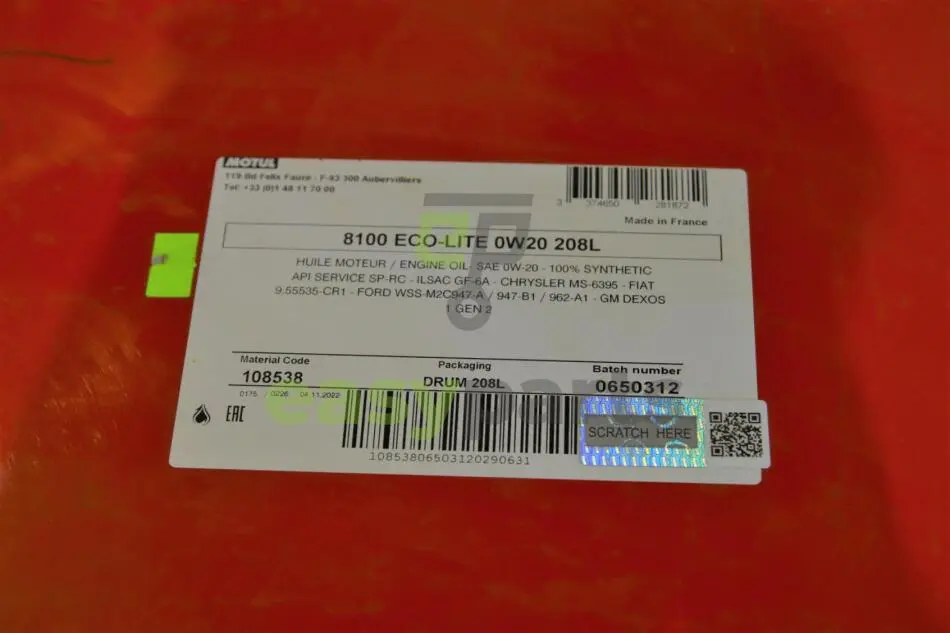 MOTUL
119 Bd Felix Faure - F-93 300 Aubervilliers
Tel: +33 (0)1 48 11 70 00
3 374650 281872
Made in France
8100 ECO-LITE 0W20 208L
HUILE MOTEUR / ENGINE OIL - SAE 0W-20 - 100% SYNTHETIC
API SERVICE SP-RC - ILSAC GF-6A - CHRYSLER MS-6395 - FIAT
9.55535-CR1 - FORD WSS-M2C947-A / 947-B1 / 962-A1 - GM DEXOS
1 GEN 2
Material Code Packaging Batch number
108538 DRUM 208L 0650312
0175 / 0226 04.11.2022
easyparts
EAC
SCRATCH HERE
10853806503120290631